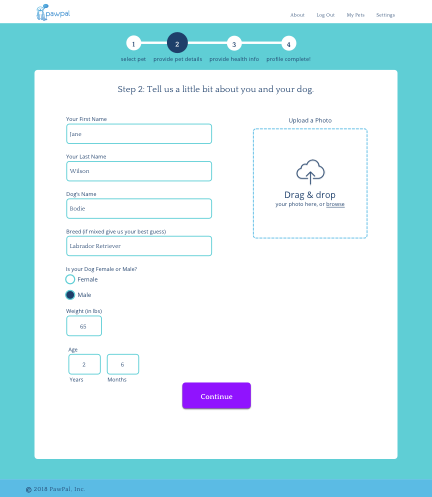 pawpal
About Log Out My Pets Settings
1 2 3 4
select pet provide pet details provide health info profile complete!
Step 2: Tell us a little bit about you and your dog.
Your First Name
Jane
Your Last Name
Wilson
Dog's Name
Bodie
Breed (if mixed give us your best guess)
Labrador Retriever
Is your Dog Female or Male?
Female
Male
Weight (in lbs)
65
Age
2 6
Years Months
Upload a Photo
Drag & drop
your photo here, or browse
Continue
© 2018 PawPal, Inc.